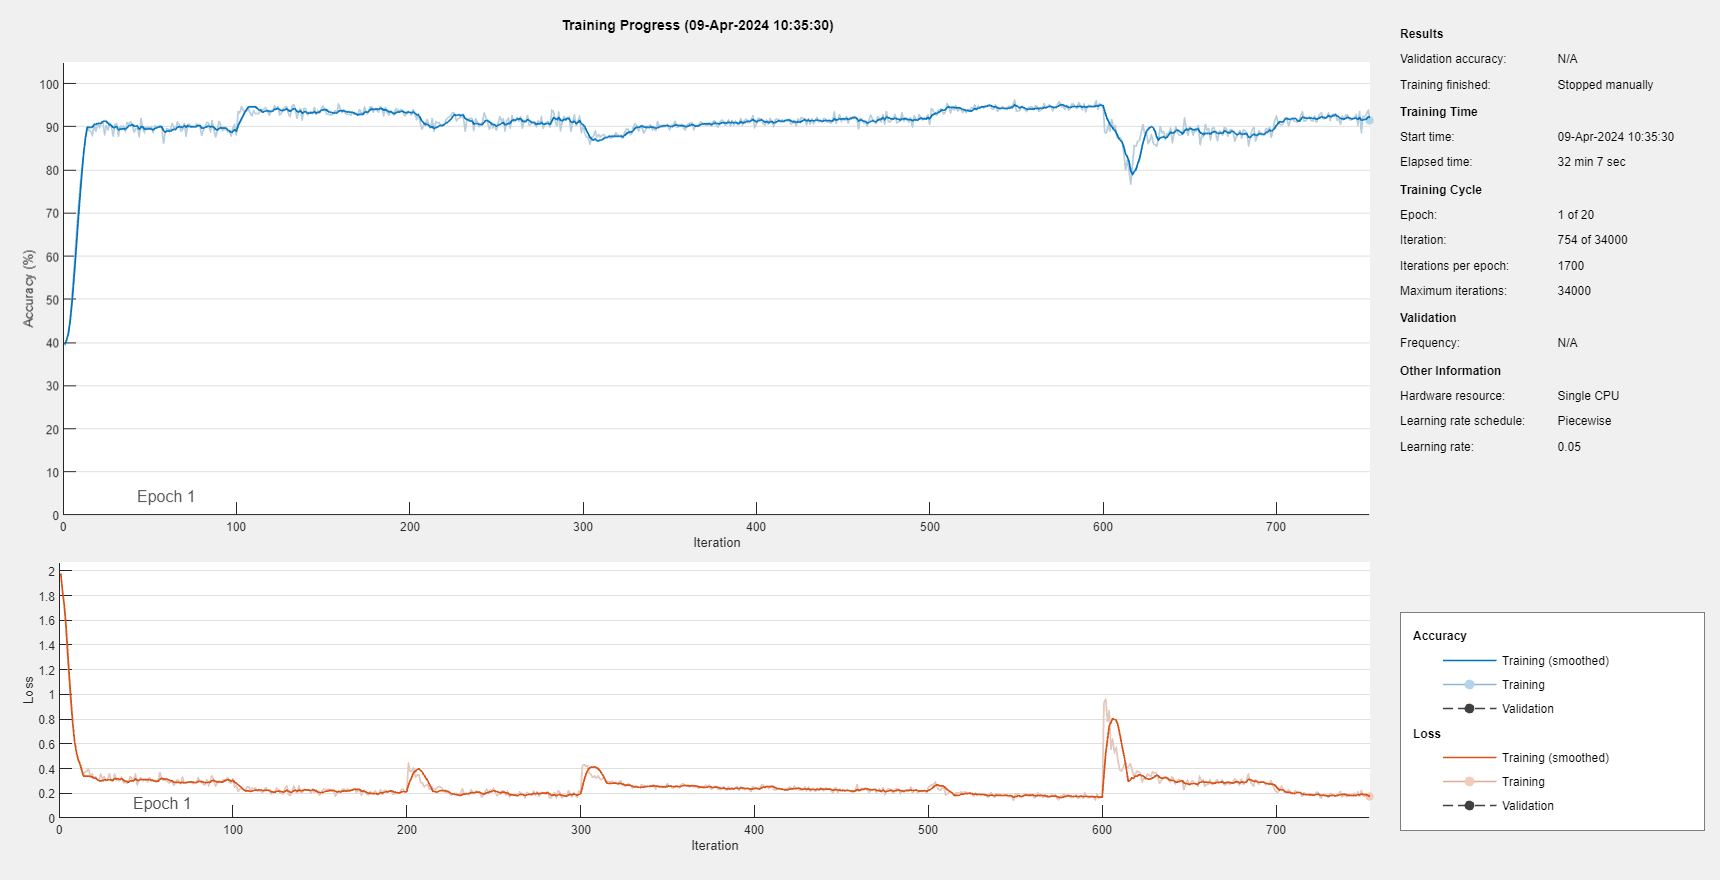 Training Progress (09-Apr-2024 10:35:30)
Accuracy (%)
100
90
80
70
60
50
40
30
20
10
0
Epoch 1
0 100 200 300 400 500 600 700
Iteration
Loss
2
1.8
1.6
1.4
1.2
1
0.8
0.6
0.4
0.2
0
Epoch 1
0 100 200 300 400 500 600 700
Iteration
Results
Validation accuracy: N/A
Training finished: Stopped manually
Training Time
Start time: 09-Apr-2024 10:35:30
Elapsed time: 32 min 7 sec
Training Cycle
Epoch: 1 of 20
Iteration: 754 of 34000
Iterations per epoch: 1700
Maximum iterations: 34000
Validation
Frequency: N/A
Other Information
Hardware resource: Single CPU
Learning rate schedule: Piecewise
Learning rate: 0.05
Accuracy
Training (smoothed)
Training
Validation
Loss
Training (smoothed)
Training
Validation